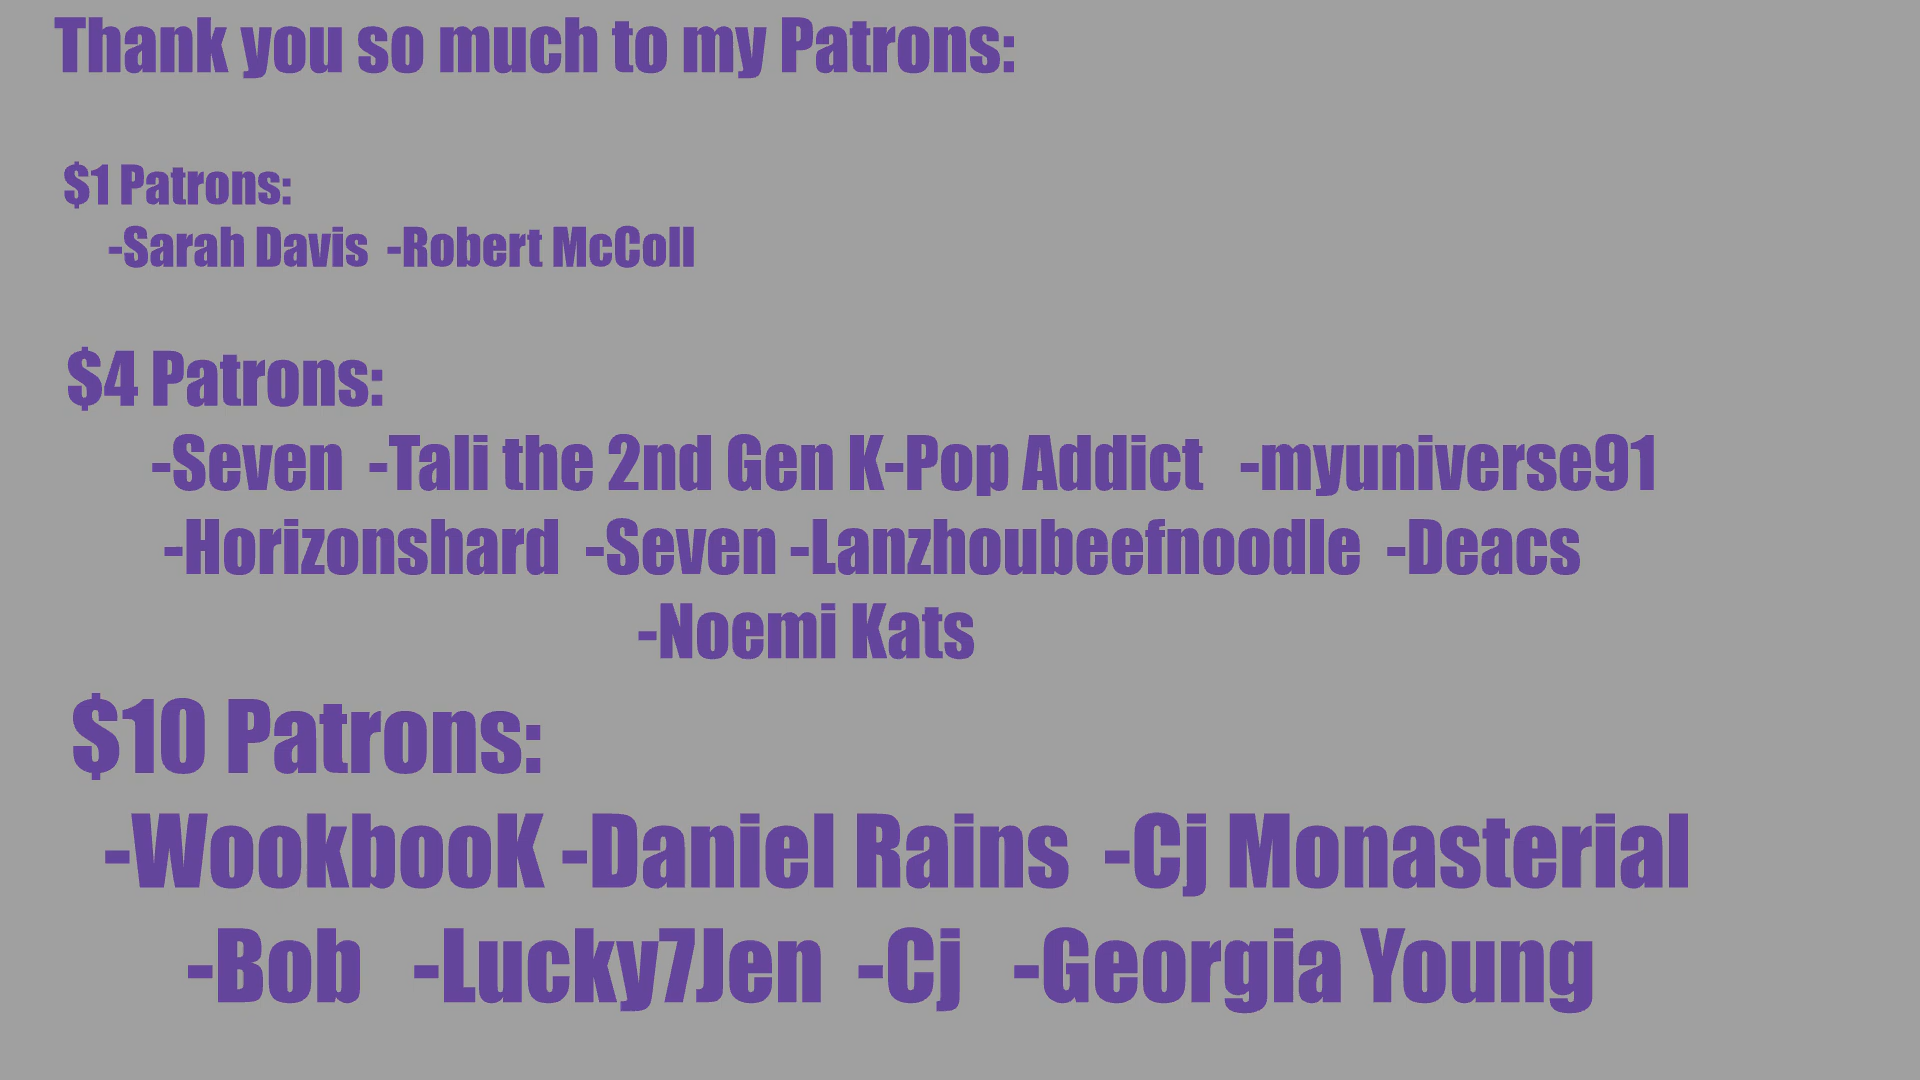 Thank you so much to my Patrons:
$1 Patrons:
-Sarah Davis -Robert McColl
$4 Patrons:
-Seven -Tali the 2nd Gen K-Pop Addict -myuniverse91
-Horizonshard -Seven -Lanzhoubeefnoodle -Deacs
-Noemi Kats
$10 Patrons:
-WookbooK -Daniel Rains -Cj Monasterial
-Bob -Lucky7Jen -Cj -Georgia Young